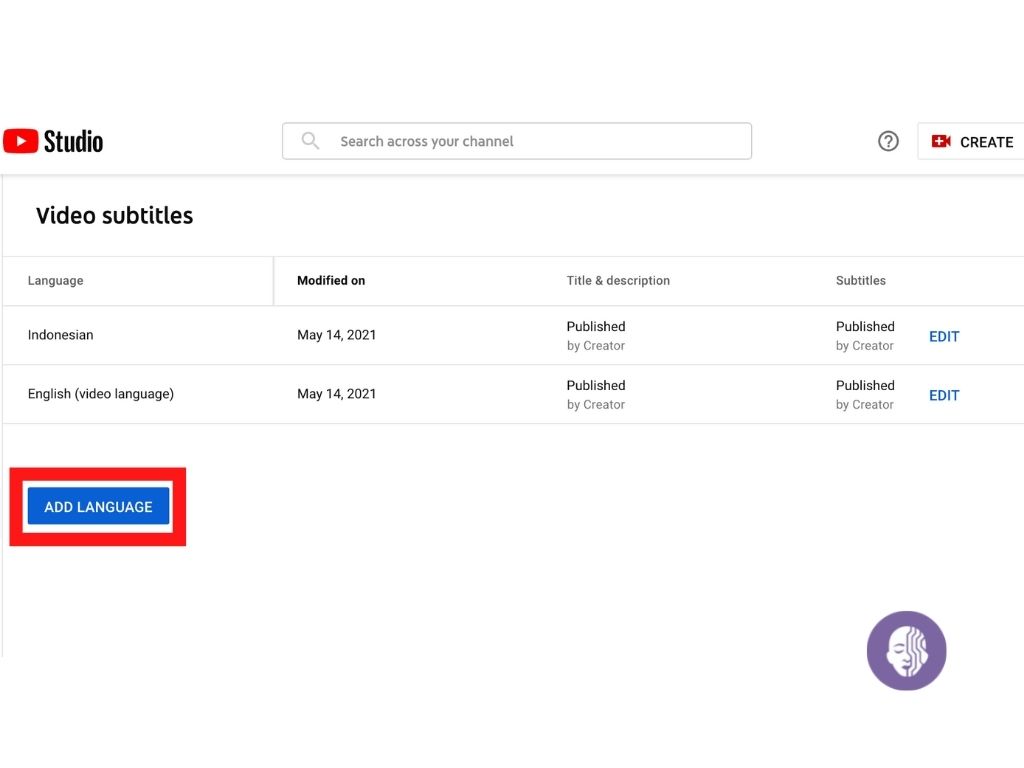 Studio
Search across your channel
?
CREATE
Video subtitles
Language Modified on Title & description Subtitles
Indonesian May 14, 2021 Published Published EDIT
by Creator by Creator
English (video language) May 14, 2021 Published Published EDIT
by Creator by Creator
ADD LANGUAGE